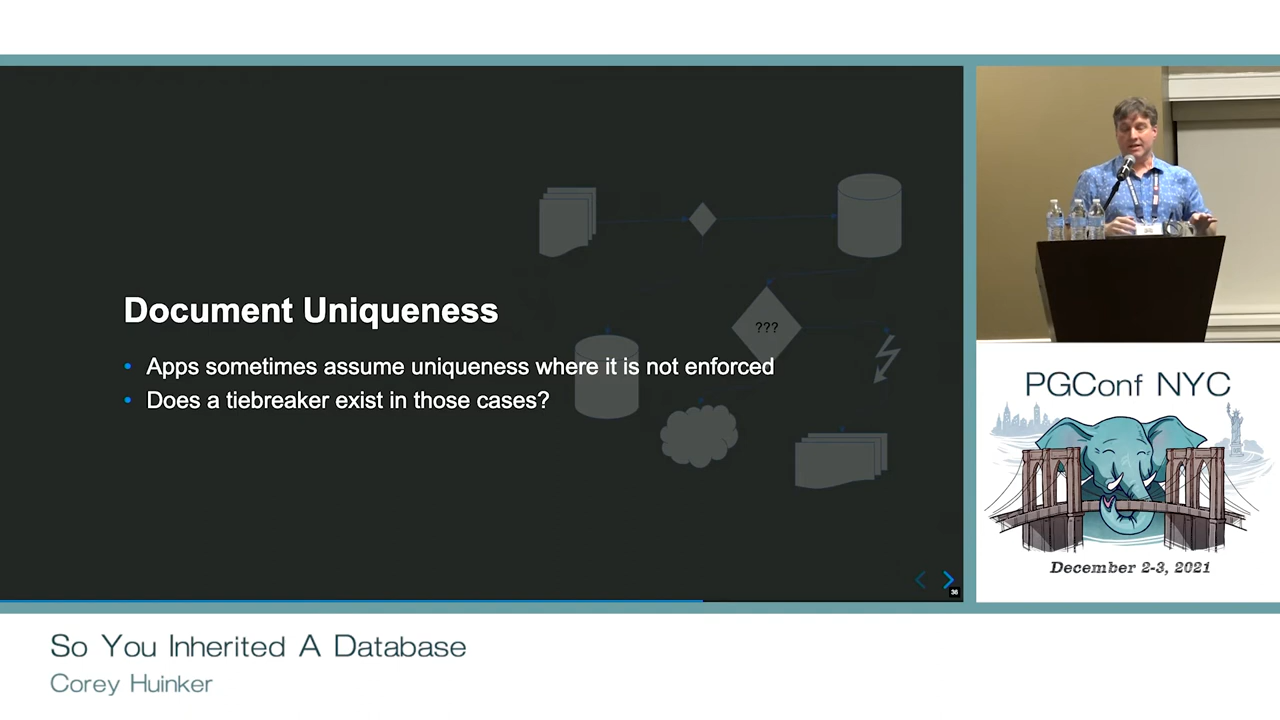 Document Uniqueness
• Apps sometimes assume uniqueness where it is not enforced
• Does a tiebreaker exist in those cases?
???
36
PGConf NYC
December 2-3, 2021
So You Inherited A Database
Corey Huinker